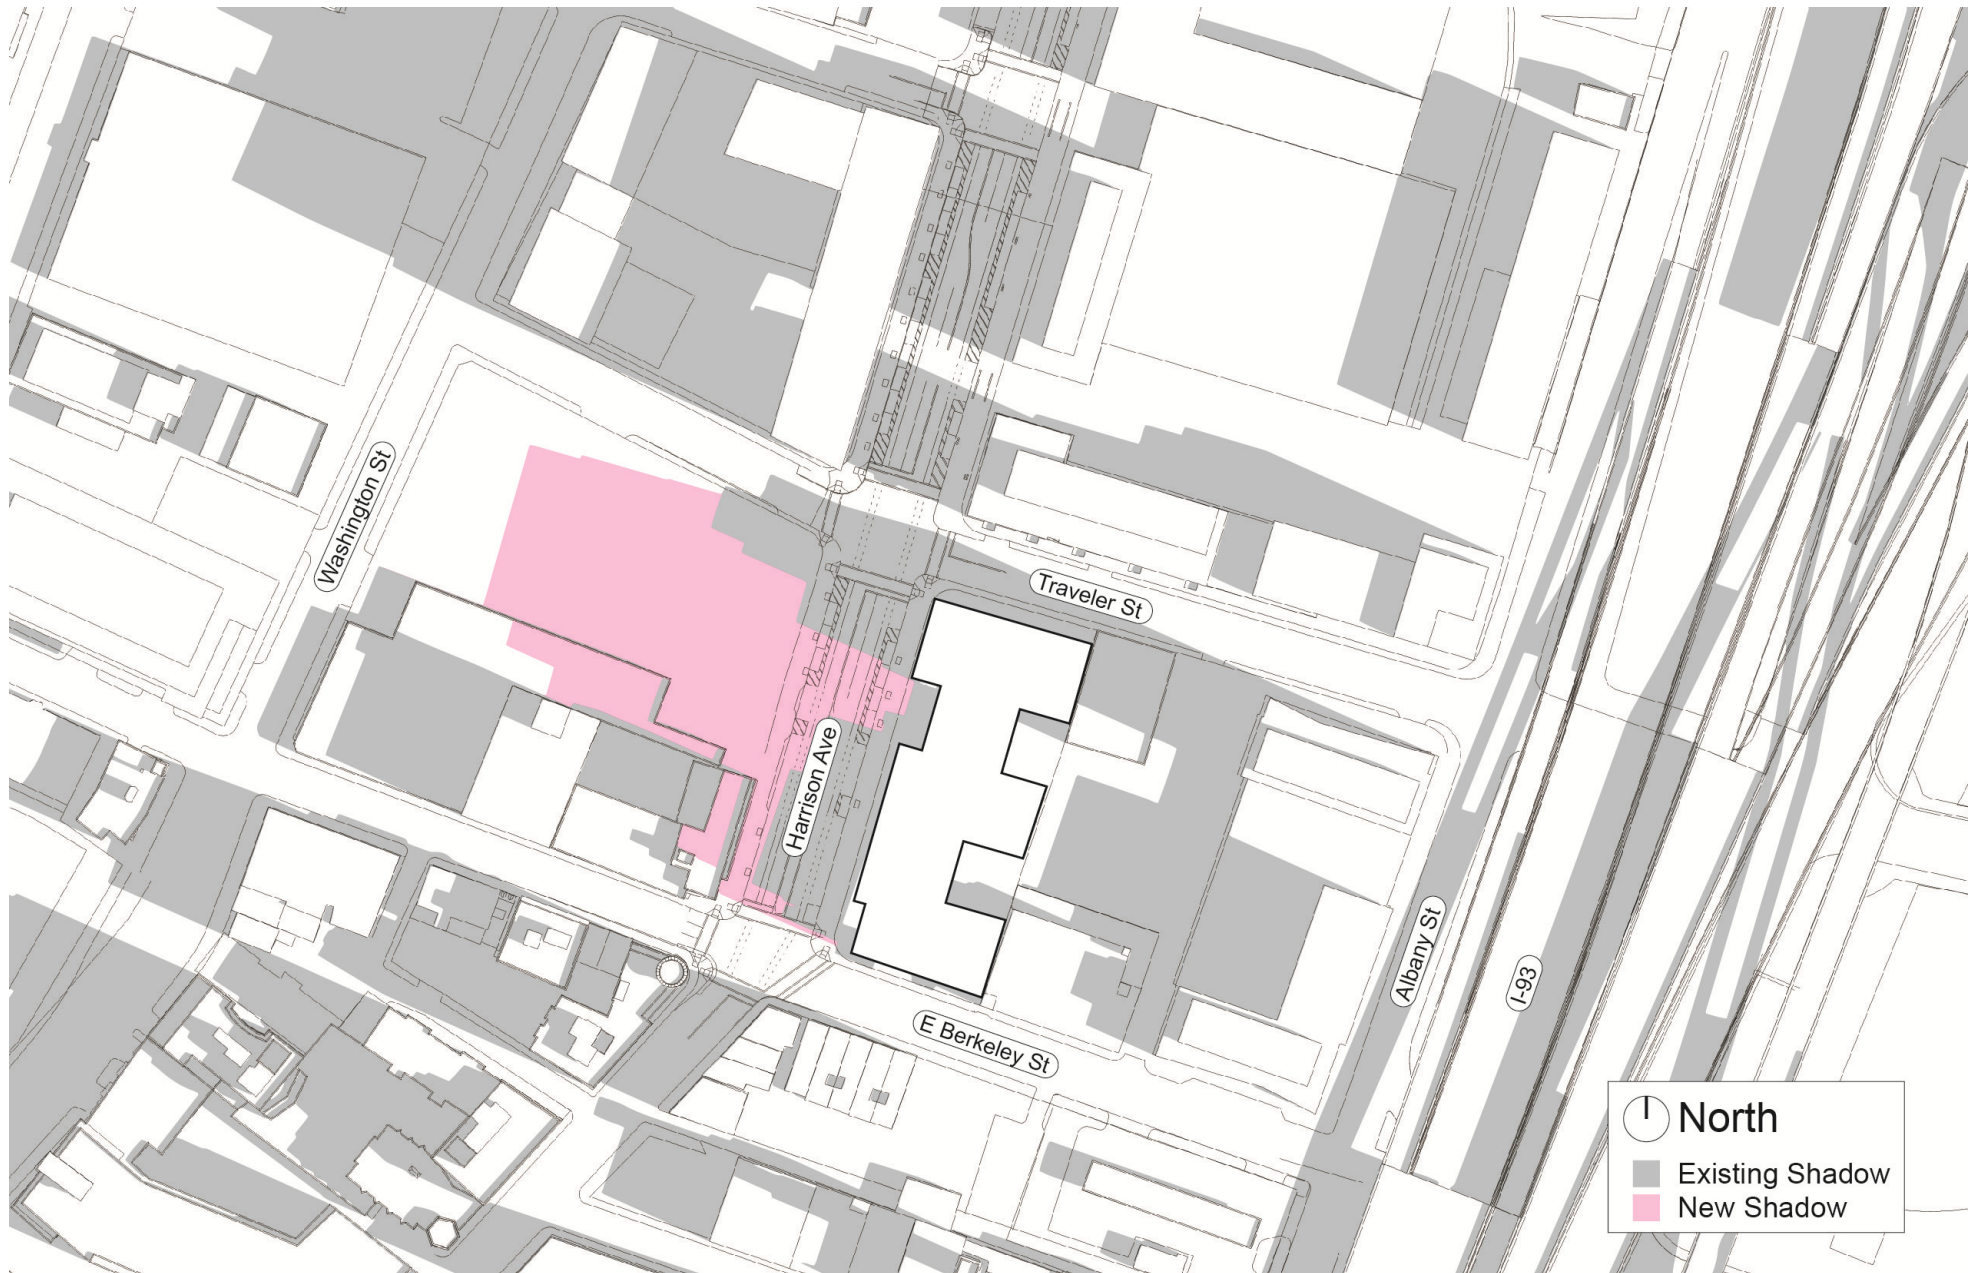 Washington St
Traveler St
Harrison Ave
Albany St
I-93
E Berkeley St
North
Existing Shadow
New Shadow